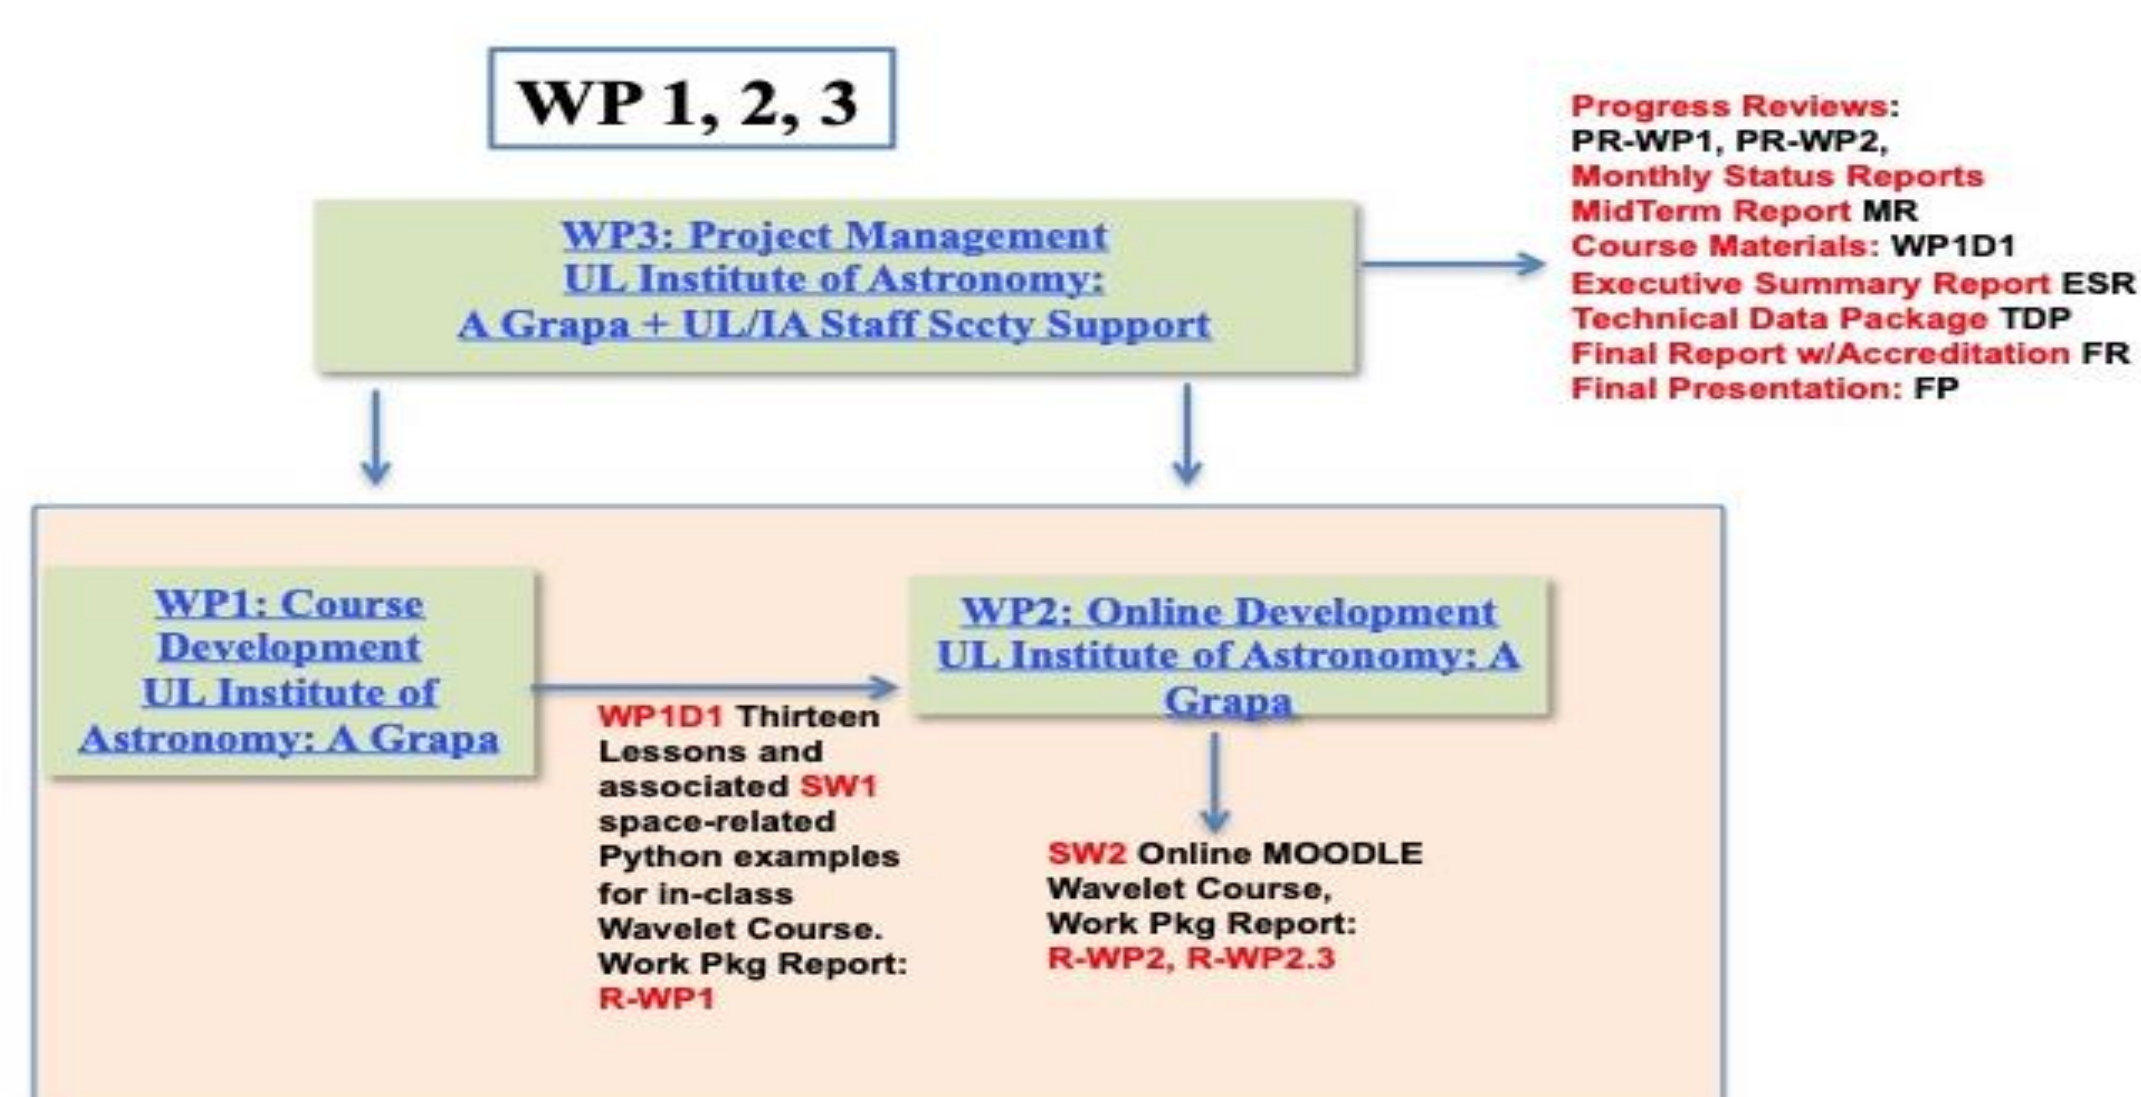 WP 1, 2, 3
Progress Reviews:
PR-WP1, PR-WP2,
Monthly Status Reports
MidTerm Report MR
Course Materials: WP1D1
Executive Summary Report ESR
Technical Data Package TDP
Final Report w/Accreditation FR
Final Presentation: FP
WP3: Project Management
UL Institute of Astronomy:
A Grapa + UL/IA Staff Sccty Support
WP1: Course
Development
UL Institute of
Astronomy: A Grapa
WP1D1 Thirteen
Lessons and
associated SW1
space-related
Python examples
for in-class
Wavelet Course.
Work Pkg Report:
R-WP1
WP2: Online Development
UL Institute of Astronomy: A
Grapa
SW2 Online MOODLE
Wavelet Course,
Work Pkg Report:
R-WP2, R-WP2.3